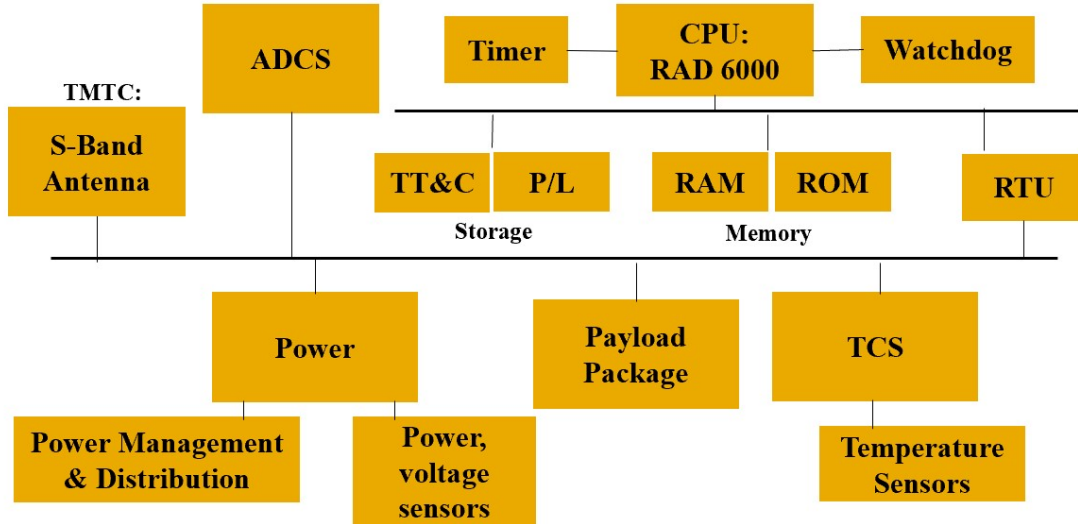 ADCS
Timer
CPU:
RAD 6000
Watchdog
TMTC:
S-Band
Antenna
TT&C
P/L
RAM
ROM
RTU
Storage
Memory
Power
Payload
Package
TCS
Power Management
& Distribution
Power,
voltage
sensors
Temperature
Sensors